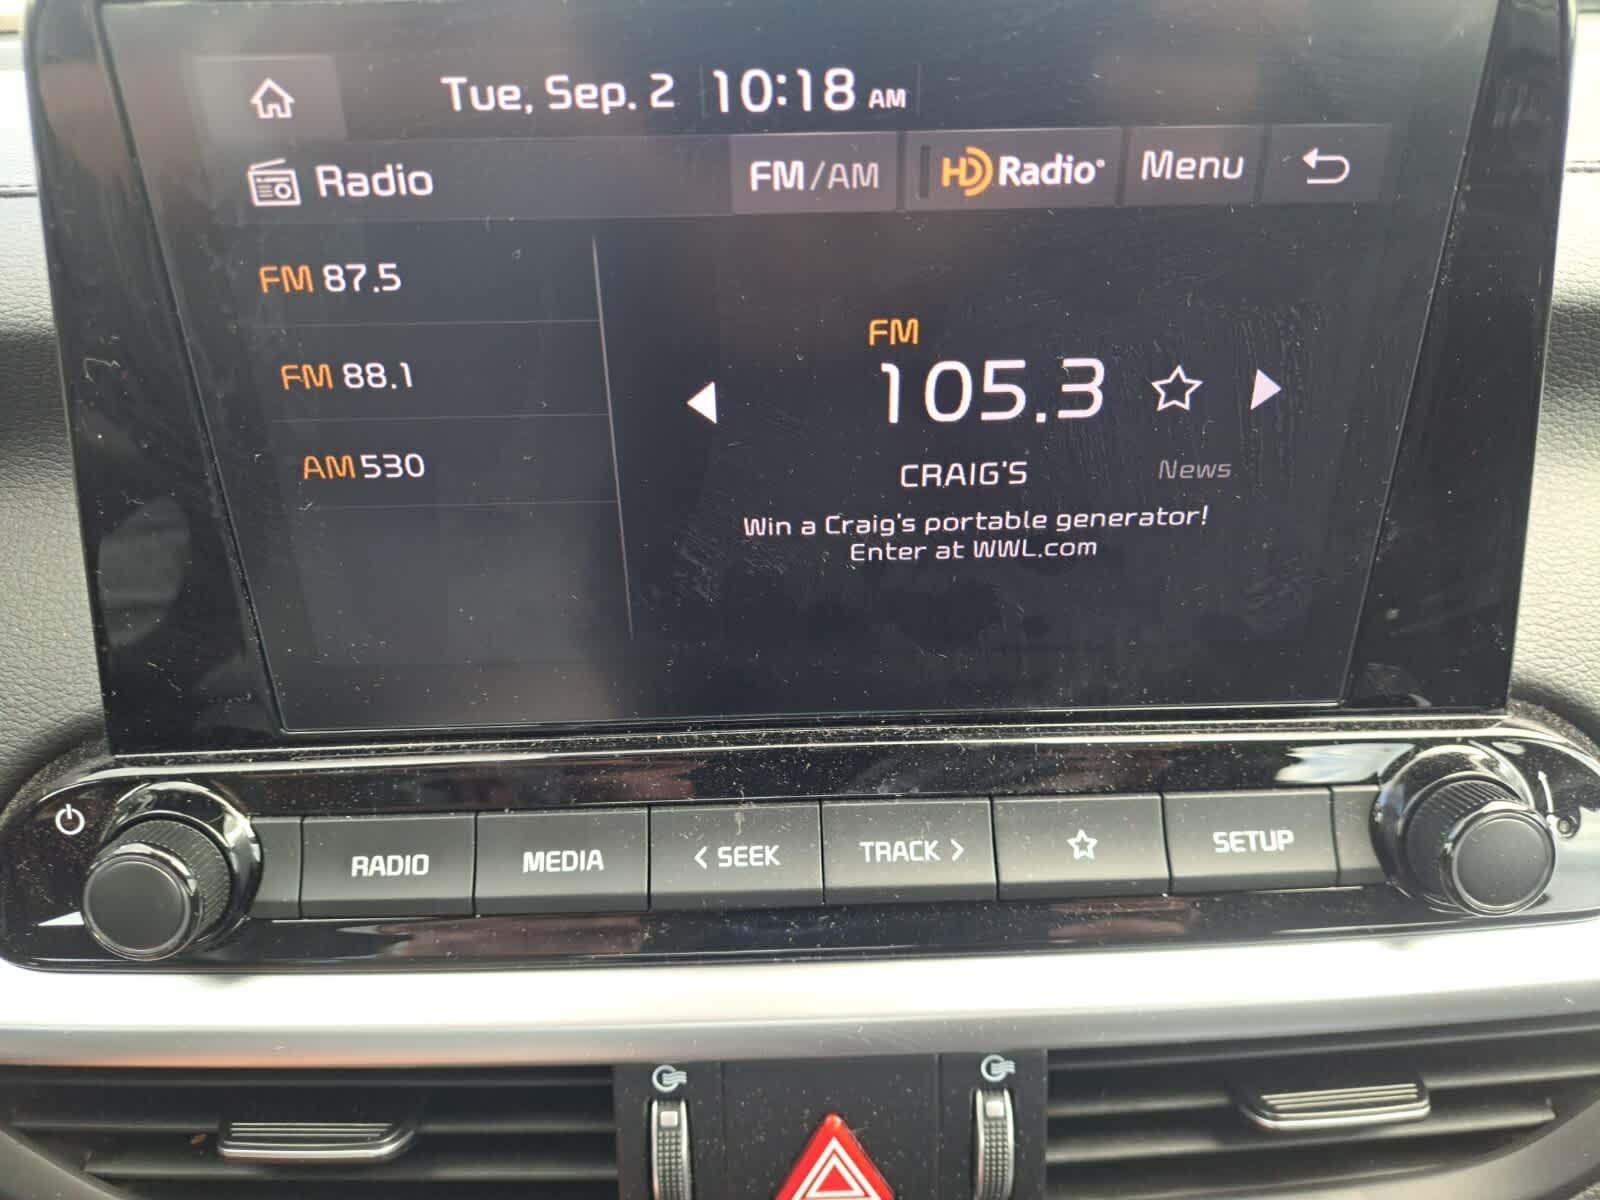 Tue, Sep. 2 10:18 AM
Radio FM/AM HD Radio® Menu
FM 87.5
FM 88.1
AM 530
FM
105.3
CRAIG'S News
Win a Craig's portable generator!
Enter at WWL.com
RADIO MEDIA < SEEK TRACK > SETUP